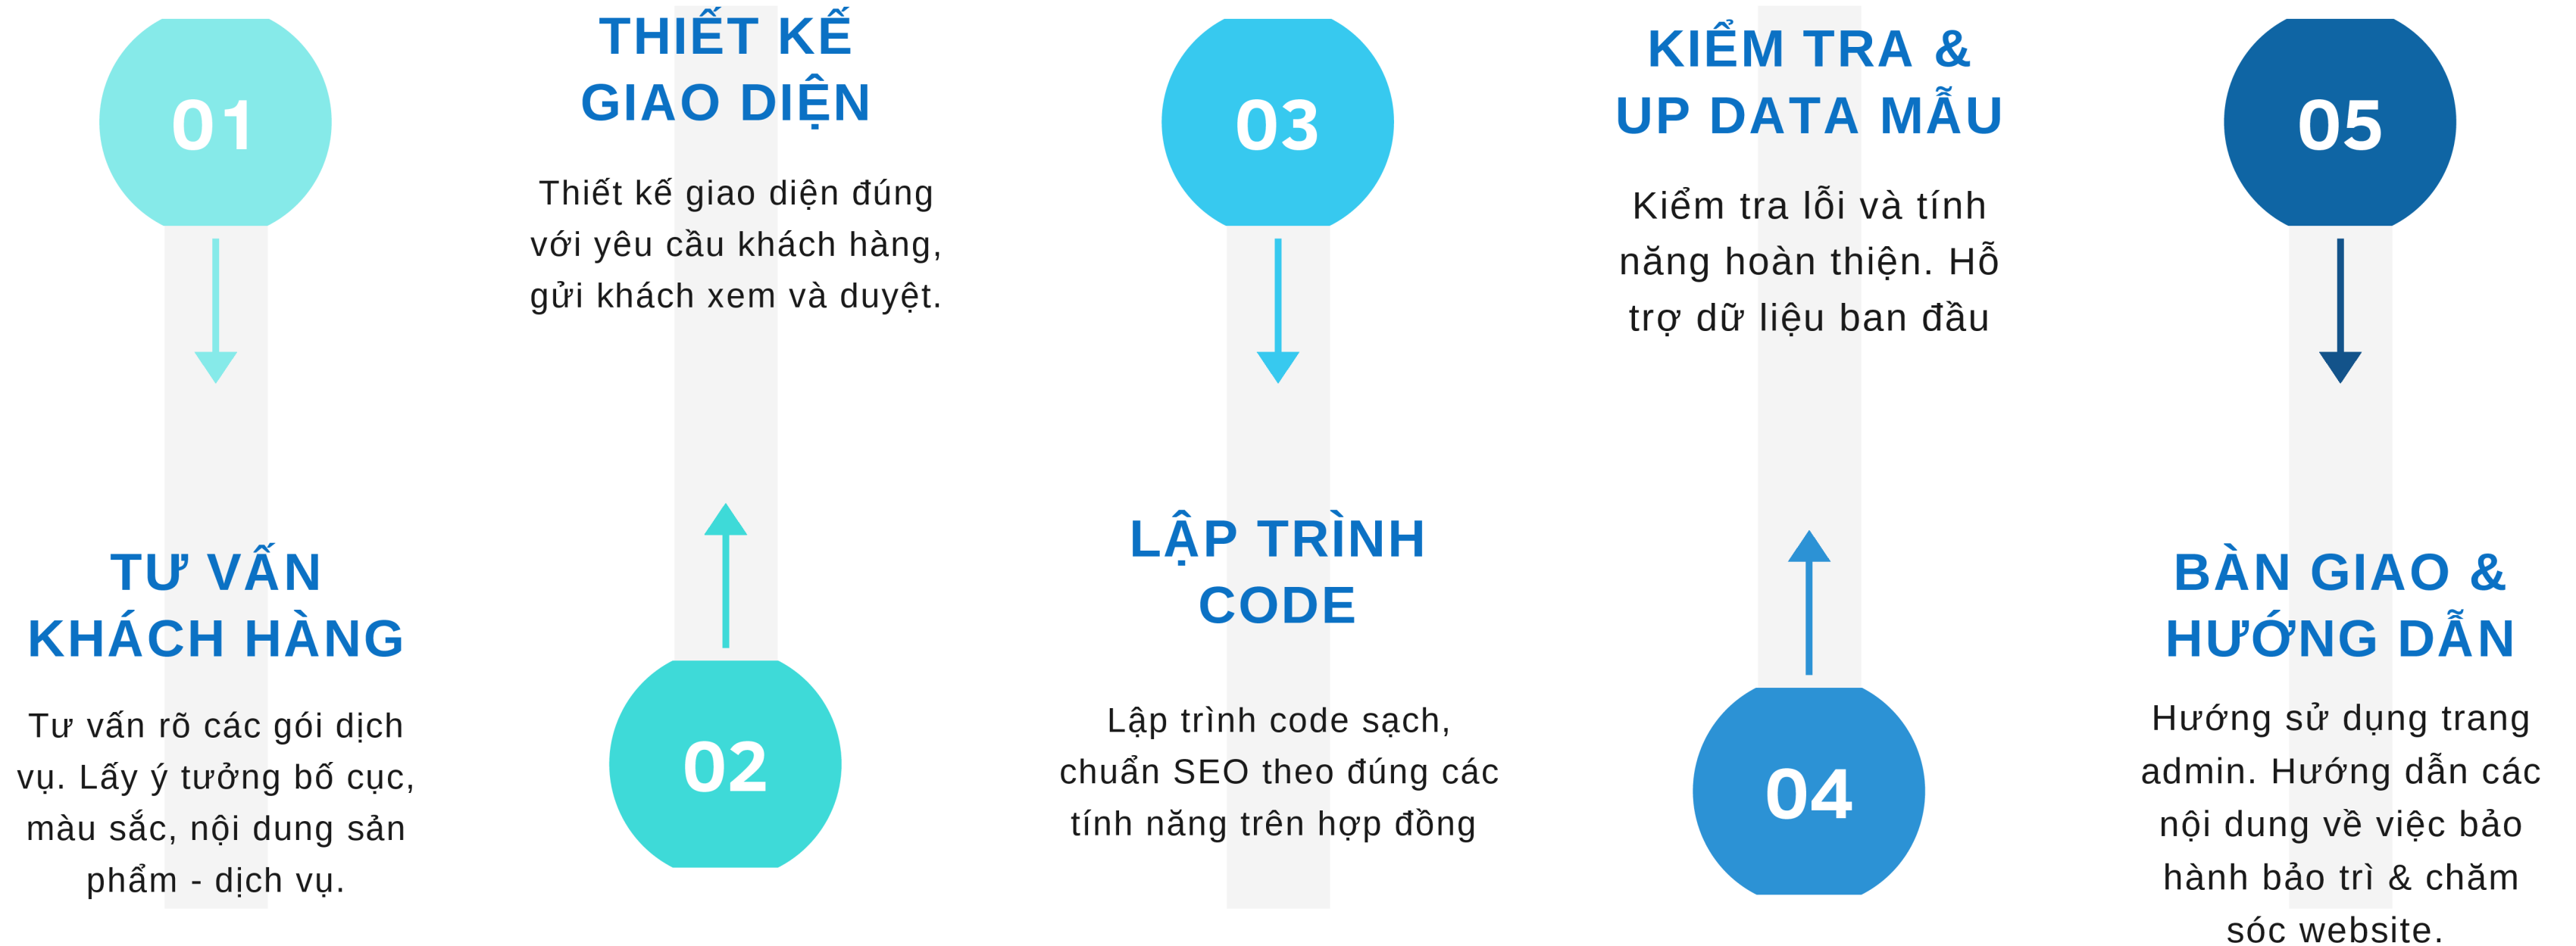 01
TƯ VẤN
KHÁCH HÀNG
Tư vấn rõ các gói dịch
vụ. Lấy ý tưởng bố cục,
màu sắc, nội dung sản
phẩm - dịch vụ.
THIẾT KẾ
GIAO DIỆN
Thiết kế giao diện đúng
với yêu cầu khách hàng,
gửi khách xem và duyệt.
02
03
LẬP TRÌNH
CODE
Lập trình code sạch,
chuẩn SEO theo đúng các
tính năng trên hợp đồng
KIỂM TRA &
UP DATA MẪU
Kiểm tra lỗi và tính
năng hoàn thiện. Hỗ
trợ dữ liệu ban đầu
04
05
BÀN GIAO &
HƯỚNG DẪN
Hướng sử dụng trang
admin. Hướng dẫn các
nội dung về việc bảo
hành bảo trì & chăm
sóc website.